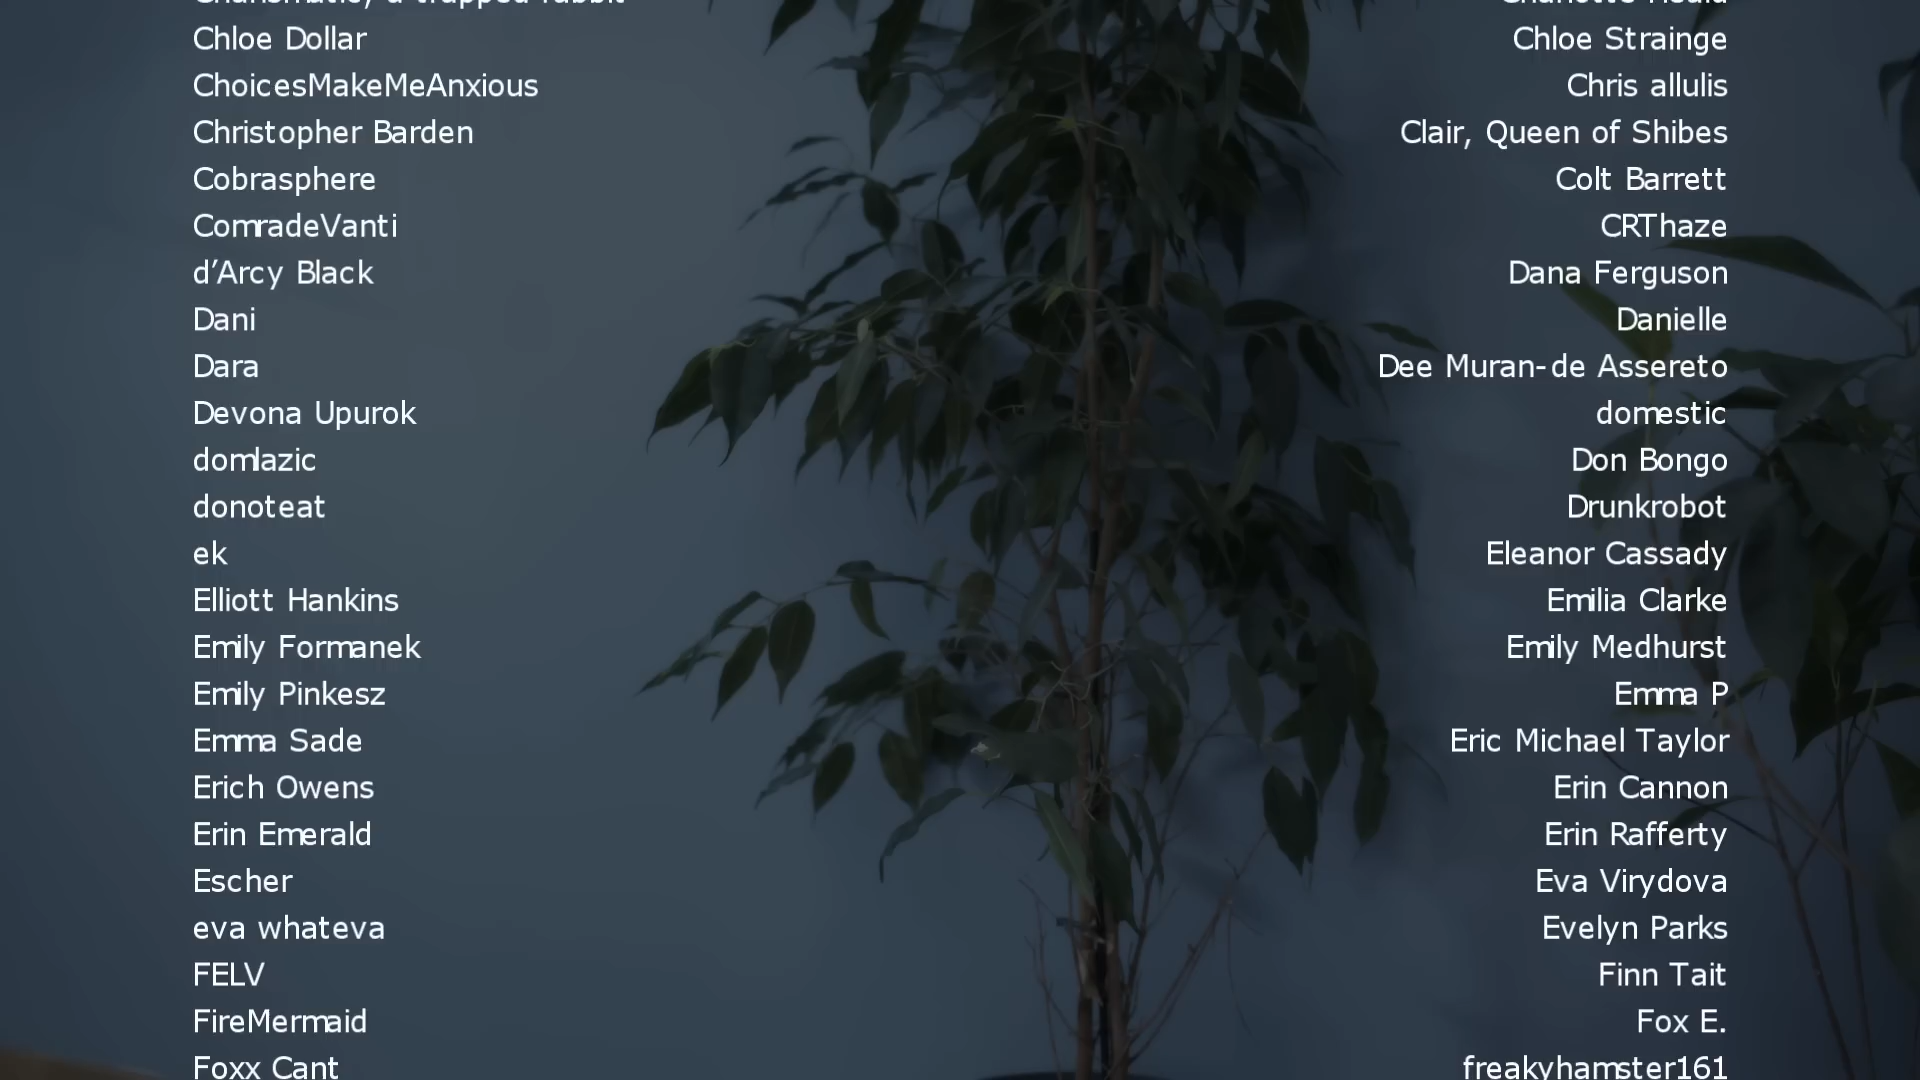 Chloe Dollar
Chloe Strainge
ChoicesMakeMeAnxious
Chris allulis
Christopher Barden
Clair, Queen of Shibes
Cobrasphere
Colt Barrett
ComradeVanti
CRThaze
d’Arcy Black
Dana Ferguson
Dani
Danielle
Dara
Dee Muran-de Assereto
Devona Upurok
domestic
domlazic
Don Bongo
donoteat
Drunkrobot
ek
Eleanor Cassady
Elliott Hankins
Emilia Clarke
Emily Formanek
Emily Medhurst
Emily Pinkesz
Emma P
Emma Sade
Eric Michael Taylor
Erich Owens
Erin Cannon
Erin Emerald
Erin Rafferty
Escher
Eva Virydova
eva whateva
Evelyn Parks
FELV
Finn Tait
FireMermaid
Fox E.
Foxx Cant
freakyhamster161